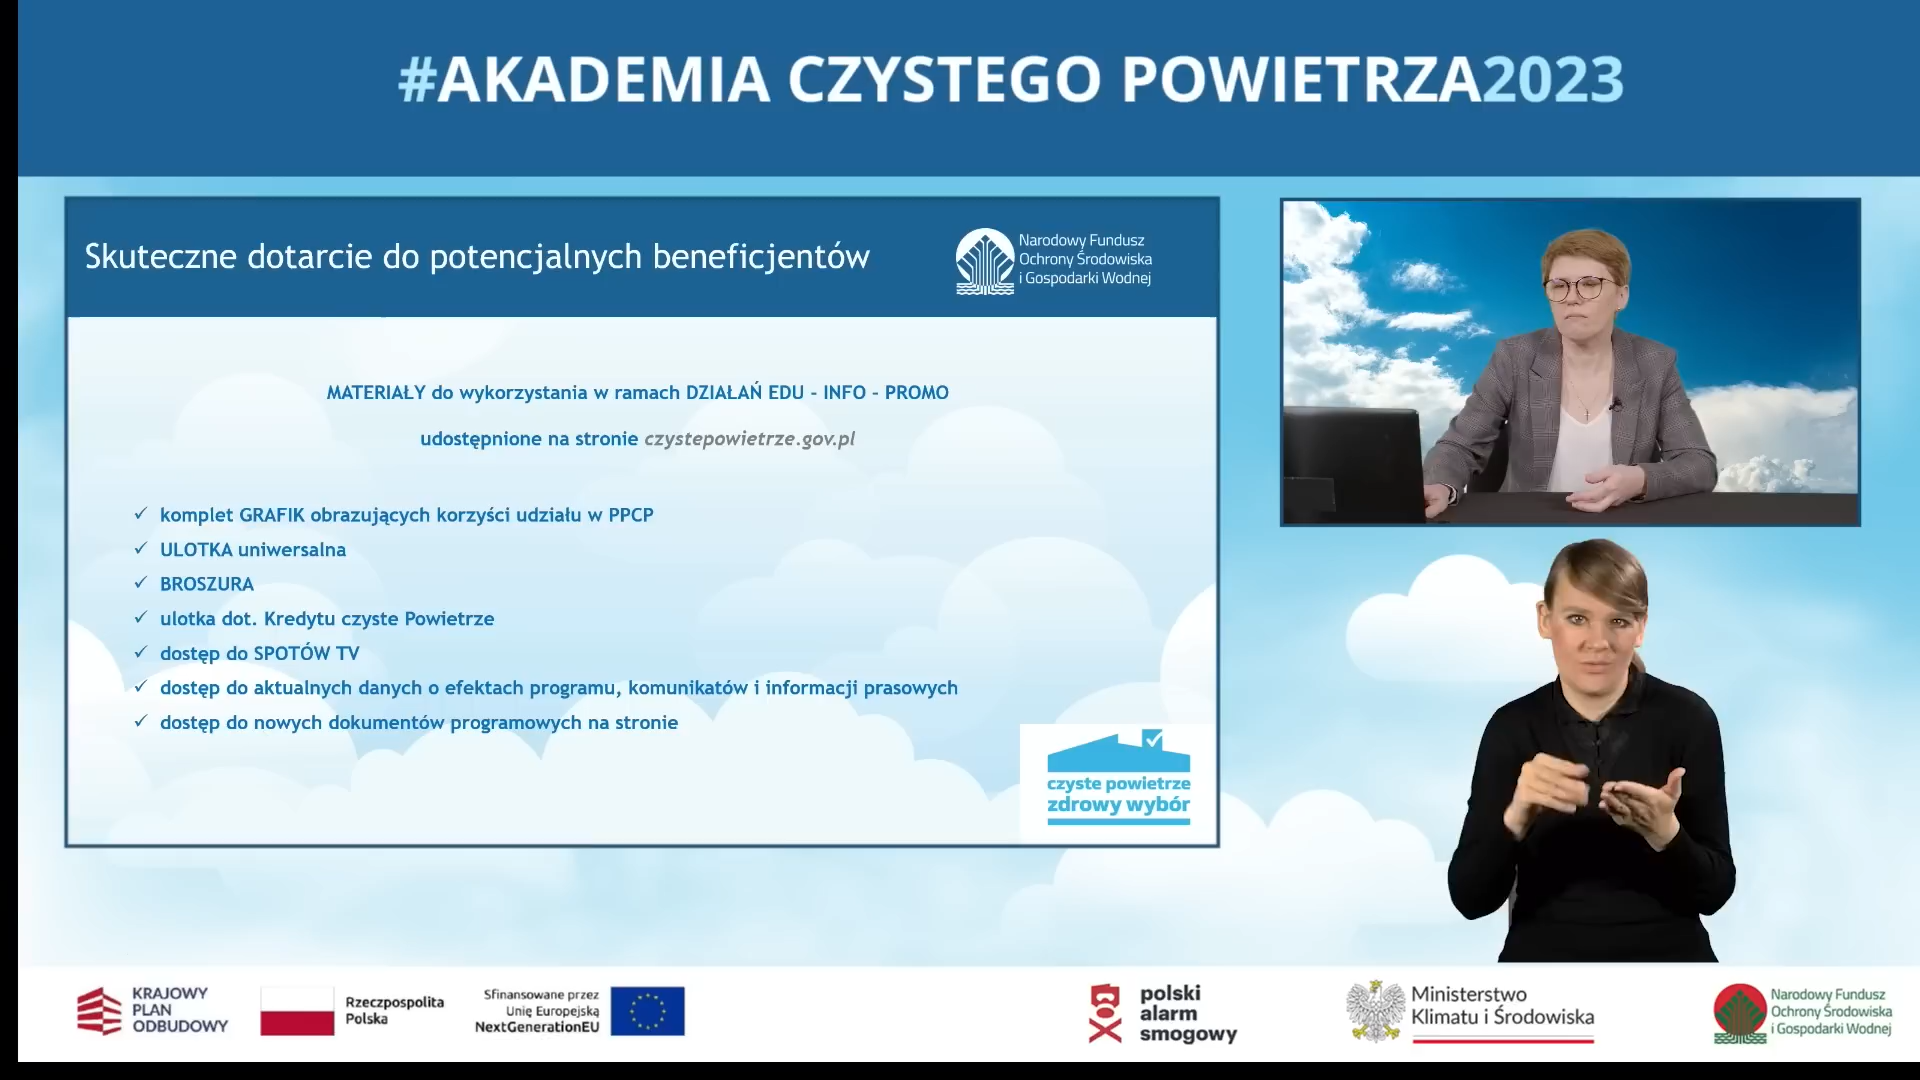 #AKADEMIA CZYSTEGO POWIETRZA2023
Skuteczne dotarcie do potencjalnych beneficjentów
Narodowy Fundusz
Ochrony Środowiska
i Gospodarki Wodnej
MATERIAŁY do wykorzystania w ramach DZIAŁAŃ EDU - INFO - PROMO
udostępnione na stronie czystepowietrze.gov.pl
✓ komplet GRAFIK obrazujących korzyści udziału w PPCP
✓ ULOTKA uniwersalna
✓ BROSZURA
✓ ulotka dot. Kredytu czyste Powietrze
✓ dostęp do SPOTÓW TV
✓ dostęp do aktualnych danych o efektach programu, komunikatów i informacji prasowych
✓ dostęp do nowych dokumentów programowych na stronie
czyste powietrze
zdrowy wybór
KRAJOWY
PLAN
ODBUDOWY
Rzeczpospolita
Polska
Sfinansowane przez
Unię Europejską
NextGenerationEU
polski
alarm
smogowy
Ministerstwo
Klimatu i Środowiska
Narodowy Fundusz
Ochrony Środowiska
i Gospodarki Wodnej